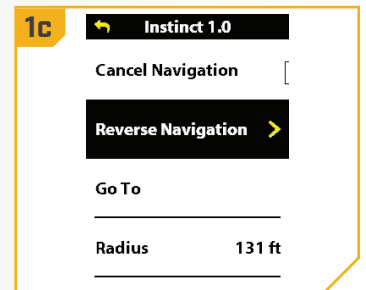 1c
Instinct 1.0
Cancel Navigation
Reverse Navigation
Go To
Radius 131 ft